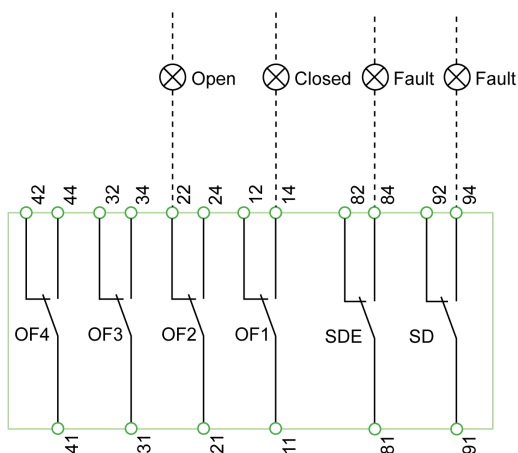 Open Closed Fault Fault
42 44 32 34 22 24 12 14 82 84 92 94
OF4 OF3 OF2 OF1 SDE SD
41 31 21 11 81 91